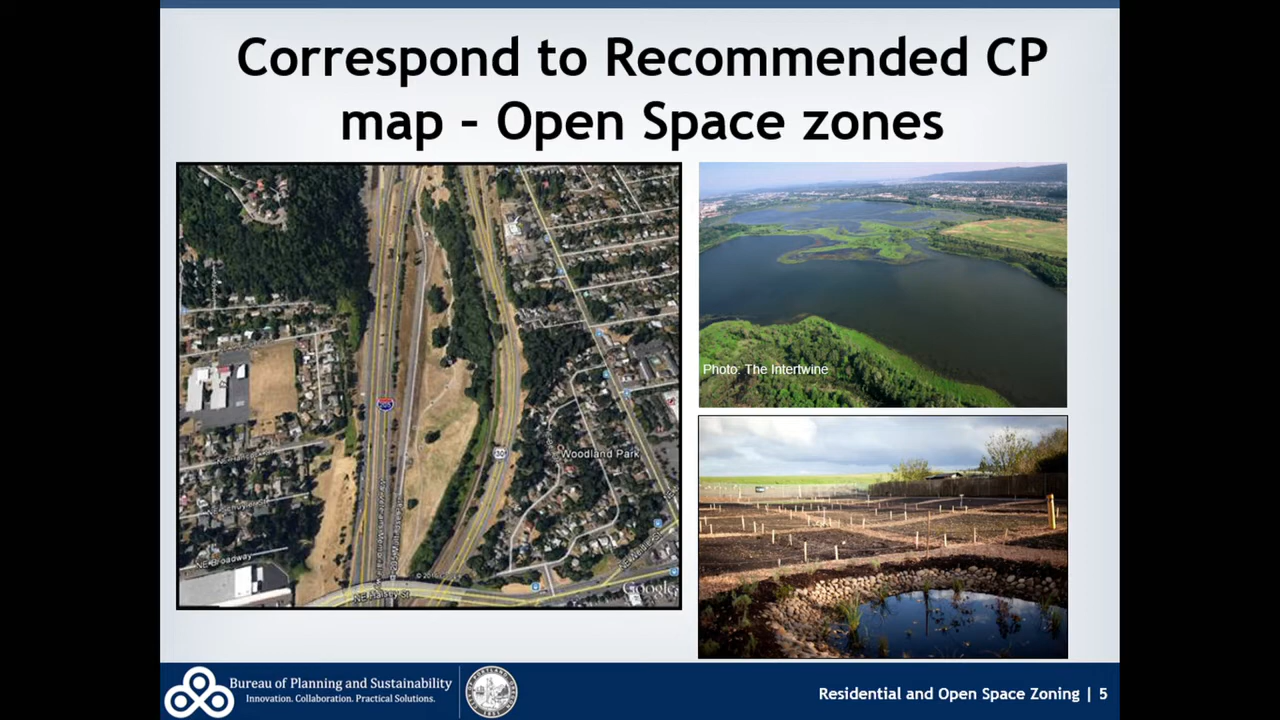 Correspond to Recommended CP
map – Open Space zones
Woodland Park
NE Broadway
NE Halsey St
Google
30
Photo: The Intertwine
Bureau of Planning and Sustainability
Innovation. Collaboration. Practical Solutions.
Residential and Open Space Zoning | 5